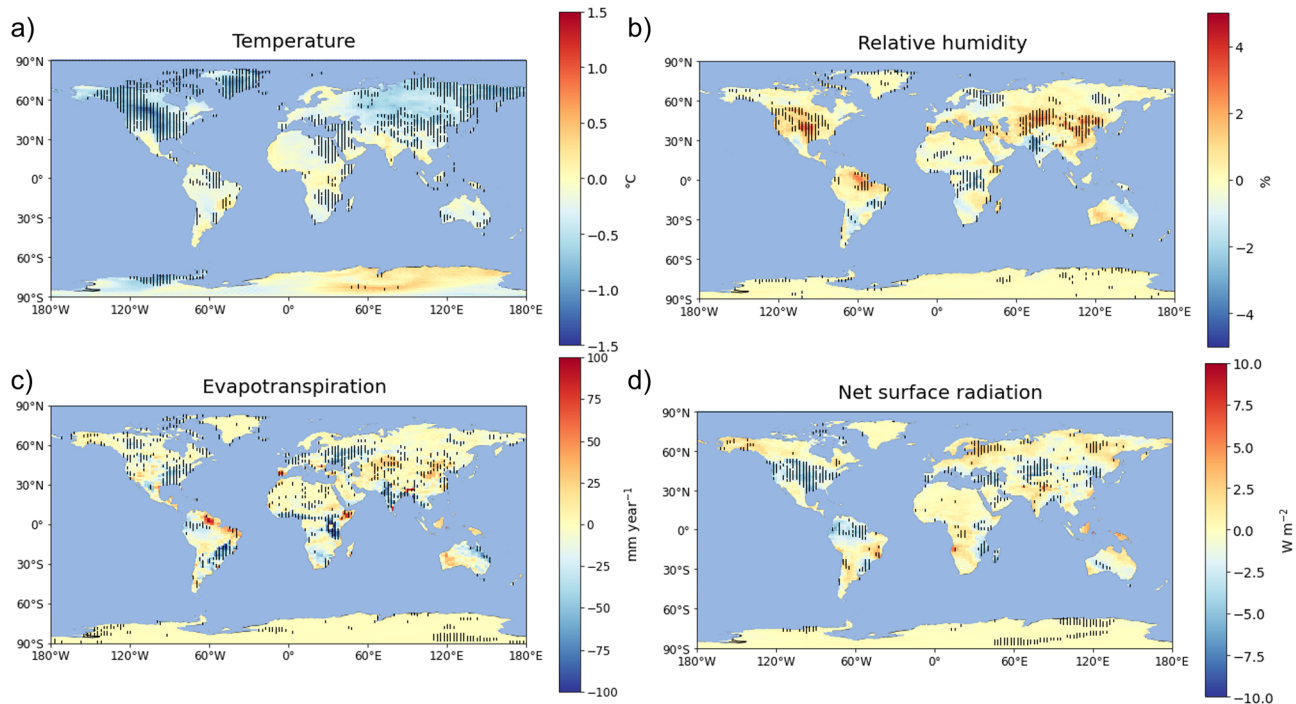 a)
Temperature
90°N
60°N
30°N
0°
30°S
60°S
90°S
180°W 120°W 60°W 0° 60°E 120°E 180°E
1.5
1.0
0.5
0.0
−0.5
−1.0
−1.5
°C
b)
Relative humidity
90°N
60°N
30°N
0°
30°S
60°S
90°S
180°W 120°W 60°W 0° 60°E 120°E 180°E
4
2
0
−2
−4
%
c)
Evapotranspiration
90°N
60°N
30°N
0°
30°S
60°S
90°S
180°W 120°W 60°W 0° 60°E 120°E 180°E
100
75
50
25
0
−25
−50
−75
−100
mm year⁻¹
d)
Net surface radiation
90°N
60°N
30°N
0°
30°S
60°S
90°S
180°W 120°W 60°W 0° 60°E 120°E 180°E
10.0
7.5
5.0
2.5
0.0
−2.5
−5.0
−7.5
−10.0
W m⁻²